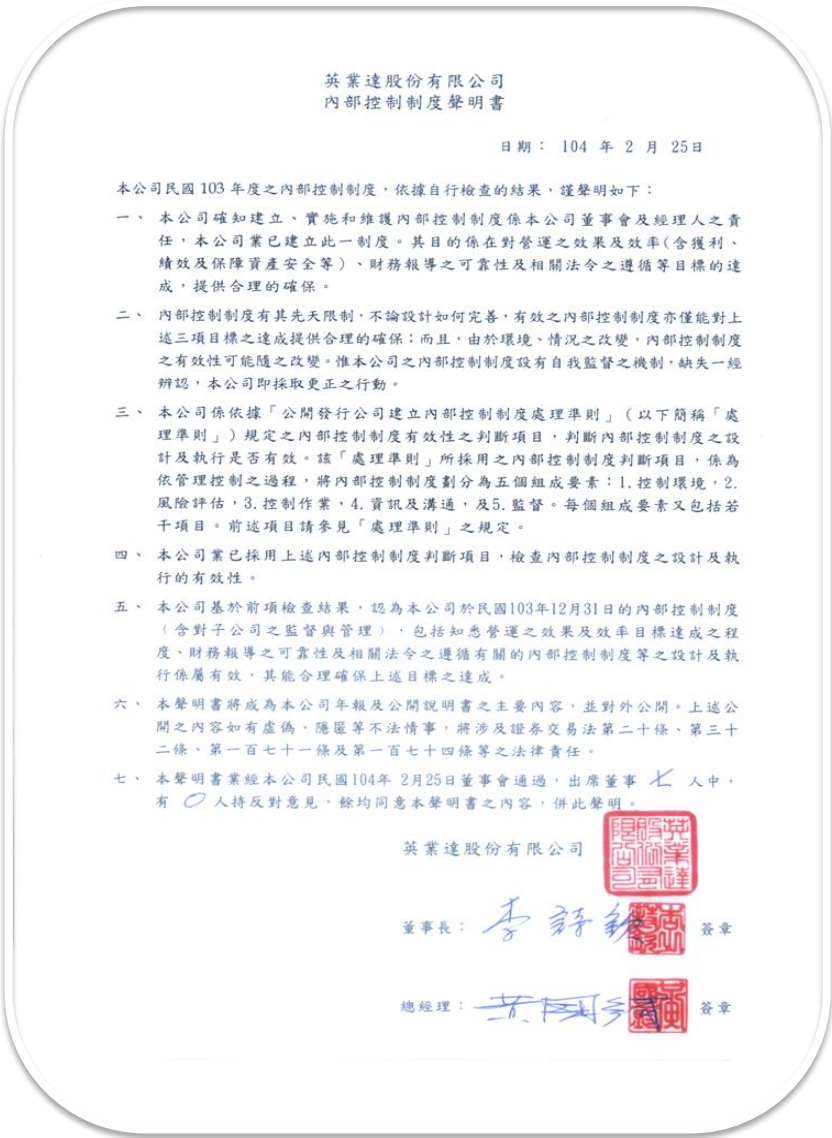 英業達股份有限公司
內部控制制度聲明書
日期： 104 年 2 月 25日
本公司民國 103 年度之內部控制制度，依據自行檢查的結果，謹聲明如下：
一、 本公司確知建立、實施和維護內部控制制度係本公司董事會及經理人之責
任，本公司業已建立此一制度。其目的係在對營運之效果及效率(含獲利、
績效及保障資產安全等)、財務報導之可靠性及相關法令之遵循等目標的達
成，提供合理的確保。
二、 內部控制制度有其先天限制，不論設計如何完善，有效之內部控制制度亦僅能對上
述三項目標之達成提供合理的確保；而且，由於環境、情況之改變，內部控制制度
之有效性可能隨之改變。惟本公司之內部控制制度設有自我監督之機制，缺失一經
辨認，本公司即採取更正之行動。
三、 本公司係依據「公開發行公司建立內部控制制度處理準則」（以下簡稱「處
理準則」）規定之內部控制制度有效性之判斷項目，判斷內部控制制度之設
計及執行是否有效。該「處理準則」所採用之內部控制制度判斷項目，係為
依管理控制之過程，將內部控制制度劃分為五個組成要素：1.控制環境，2.
風險評估，3.控制作業，4.資訊及溝通，及5.監督。每個組成要素又包括若
干項目。前述項目請參見「處理準則」之規定。
四、 本公司業已採用上述內部控制制度判斷項目，檢查內部控制制度之設計及執
行的有效性。
五、 本公司基於前項檢查結果，認為本公司於民國103年12月31日的內部控制制度
（含對子公司之監督與管理），包括知悉營運之效果及效率目標達成之程
度、財務報導之可靠性及相關法令之遵循有關的內部控制制度等之設計及執
行係屬有效，其能合理確保上述目標之達成。
六、 本聲明書將成為本公司年報及公開說明書之主要內容，並對外公開。上述公
開之內容如有虛偽、隱匿等不法情事，將涉及證券交易法第二十條、第三十
二條、第一百七十一條及第一百七十四條等之法律責任。
七、 本聲明書業經本公司民國104年 2月25日董事會通過，出席董事 七 人中，
有 0 人持反對意見，餘均同意本聲明書之內容，併此聲明。
英業達股份有限公司
英業達股份有限公司
董事長： 李詩欽 簽章
總經理： 黃國 簽章